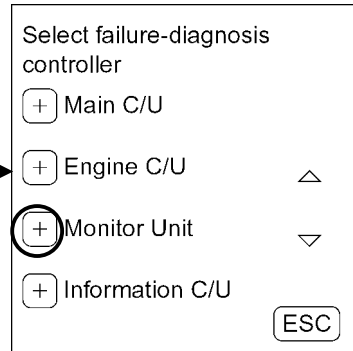 Select failure-diagnosis
controller
+ Main C/U
+ Engine C/U
+ Monitor Unit
+ Information C/U
ESC